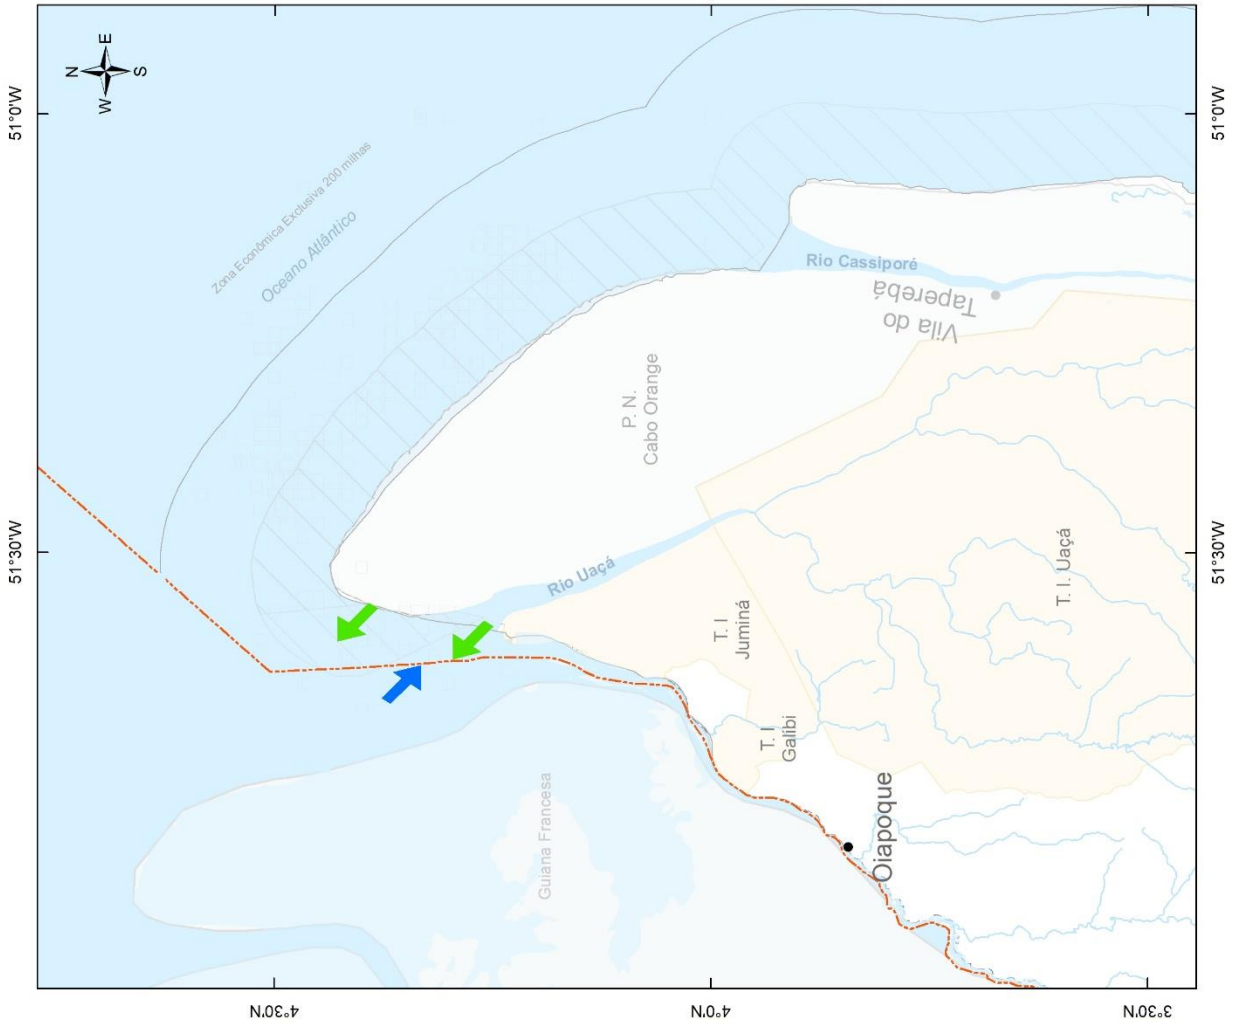 51°0'W
51°0'W
51°30'W
51°30'W
4°30'N
4°0'N
3°30'N
N
E
S
W
Zona Econômica Exclusiva 200 milhas
Oceano Atlântico
Rio Cassiporé
Vila do
Taperebá
P. N.
Cabo Orange
Rio Uaçá
T. I
Juminá
T. I. Uaçá
T. I
Galibi
Guiana Francesa
Oiapoque